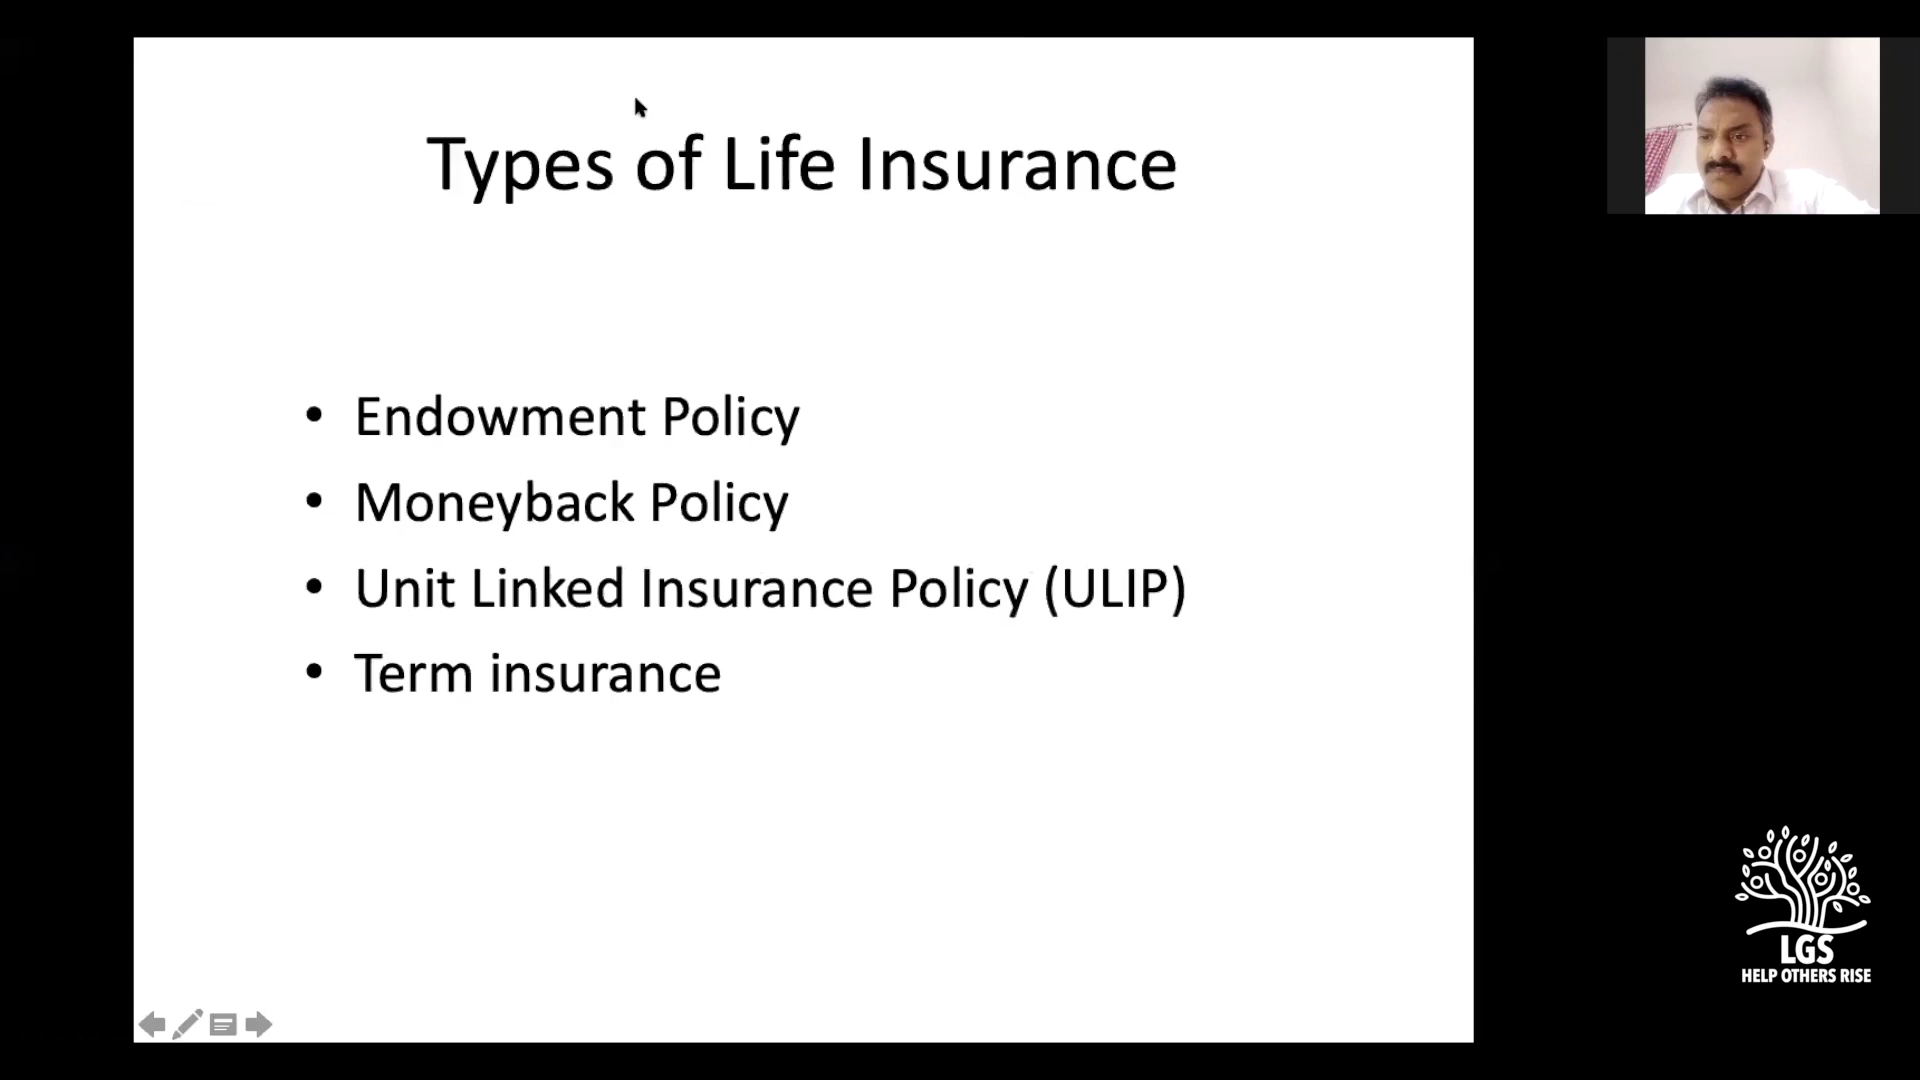 Types of Life Insurance
• Endowment Policy
• Moneyback Policy
• Unit Linked Insurance Policy (ULIP)
• Term insurance
LGS
HELP OTHERS RISE